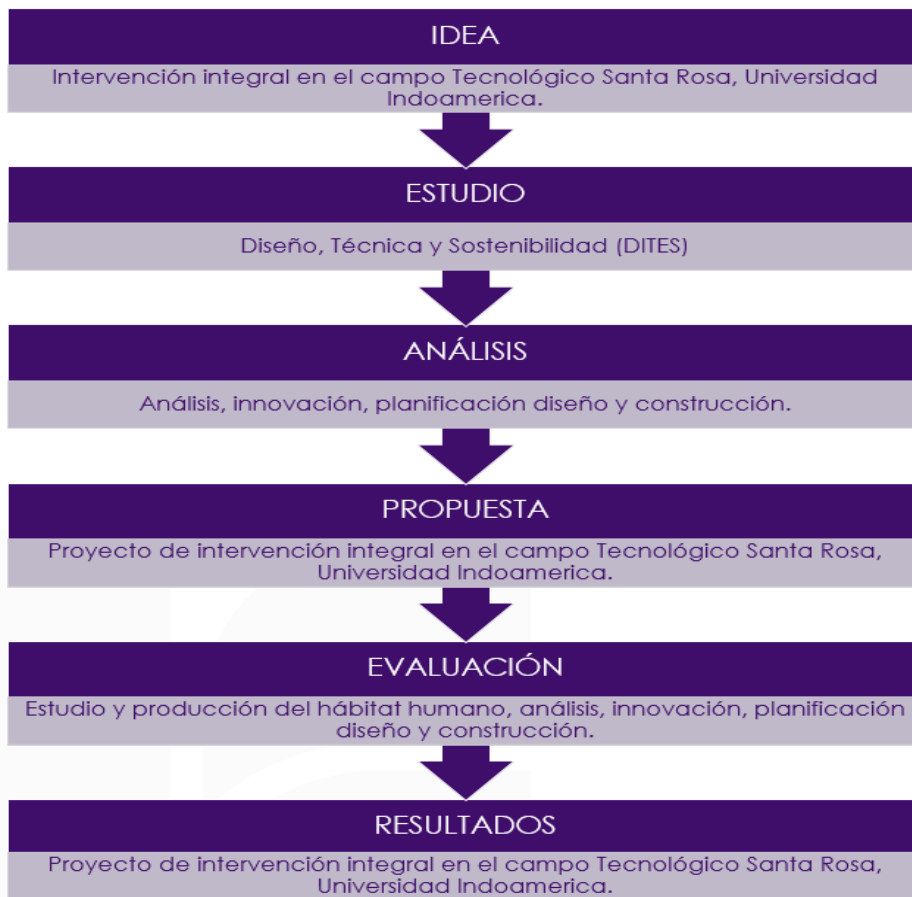 IDEA
Intervención integral en el campo Tecnológico Santa Rosa, Universidad
Indoamerica.
ESTUDIO
Diseño, Técnica y Sostenibilidad (DITES)
ANÁLISIS
Análisis, innovación, planificación diseño y construcción.
PROPUESTA
Proyecto de intervención integral en el campo Tecnológico Santa Rosa,
Universidad Indoamerica.
EVALUACIÓN
Estudio y producción del hábitat humano, análisis, innovación, planificación
diseño y construcción.
RESULTADOS
Proyecto de intervención integral en el campo Tecnológico Santa Rosa,
Universidad Indoamerica.